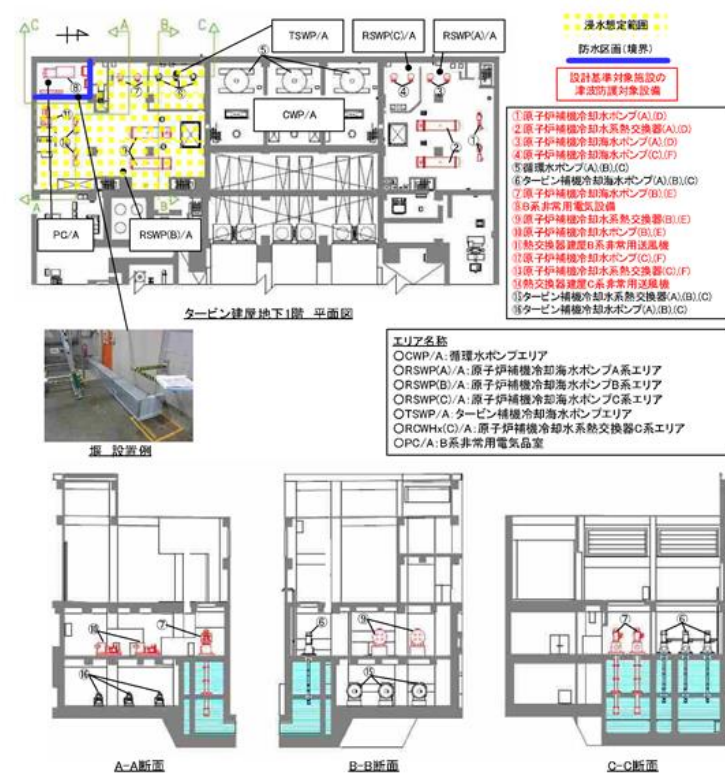 C
A
B
C
TSWP/A
RSWP(C)/A
RSWP(A)/A
浸水想定範囲
防水区画(境界)
設計基準対象施設の
津波防護対象設備
⑤
CWP/A
④
③
②
①
⑧
⑦
A
A
B
PC/A
RSWP(B)/A
タービン建屋地下1階 平面図
①原子炉補機冷却水ポンプ(A),(D)
②原子炉補機冷却水系熱交換器(A),(D)
③原子炉補機冷却海水ポンプ(A),(D)
④原子炉補機冷却海水ポンプ(C),(F)
⑤循環水ポンプ(A),(B),(C)
⑥タービン補機冷却海水ポンプ(A),(B),(C)
⑦原子炉補機冷却海水ポンプ(B),(E)
⑧B系非常用電気設備
⑨原子炉補機冷却水系熱交換器(B),(E)
⑩原子炉補機冷却水ポンプ(B),(E)
⑪熱交換器建屋B系非常用送風機
⑫原子炉補機冷却水ポンプ(C),(F)
⑬原子炉補機冷却水系熱交換器(C),(F)
⑭熱交換器建屋C系非常用送風機
⑮タービン補機冷却水系熱交換器(A),(B),(C)
⑯タービン補機冷却水ポンプ(A),(B),(C)
堰 設置例
エリア名称
○CWP/A:循環水ポンプエリア
○RSWP(A)/A:原子炉補機冷却海水ポンプA系エリア
○RSWP(B)/A:原子炉補機冷却海水ポンプB系エリア
○RSWP(C)/A:原子炉補機冷却海水ポンプC系エリア
○TSWP/A:タービン補機冷却海水ポンプエリア
○RCWHx(C)/A:原子炉補機冷却水系熱交換器C系エリア
○PC/A:B系非常用電気品室
⑩
⑦
⑯
A-A断面
⑥
⑨
⑮
B-B断面
⑦
⑥
C-C断面